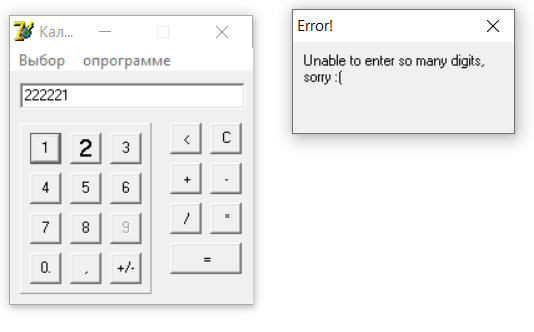 Кал...
Выбор опрограмме
222221
1 2 3 < C
4 5 6 + -
7 8 9 / *
0. , +/- =
Error!
Unable to enter so many digits,
sorry :(